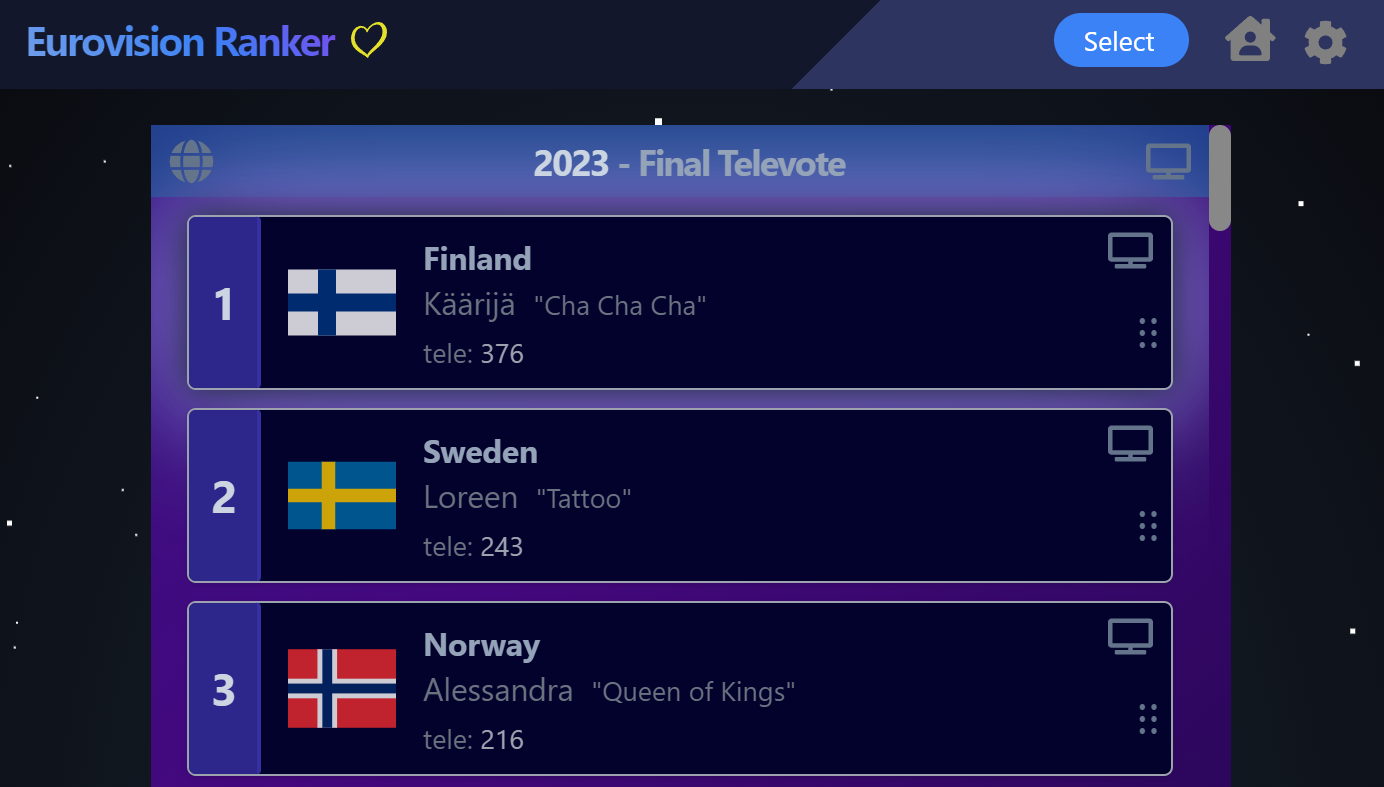 Eurovision Ranker
Select
2023 - Final Televote
1
Finland
Käärijä "Cha Cha Cha"
tele: 376
2
Sweden
Loreen "Tattoo"
tele: 243
3
Norway
Alessandra "Queen of Kings"
tele: 216